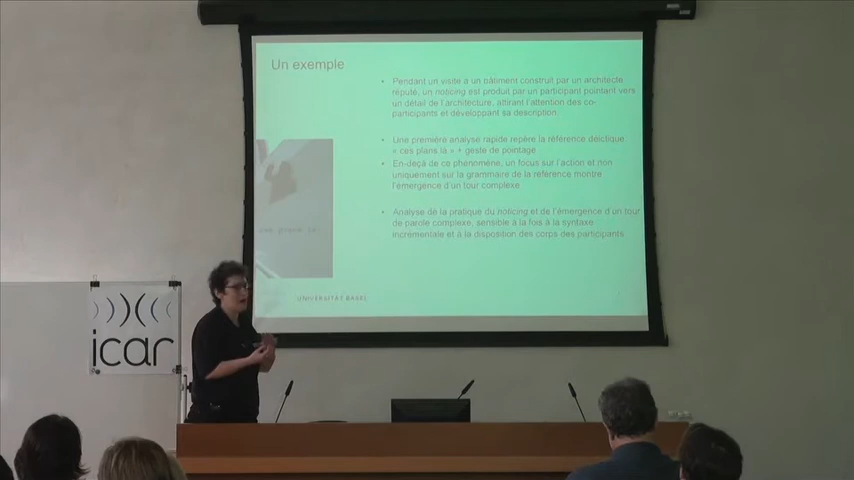 Un exemple
• Pendant un visite à un bâtiment construit par un architecte
réputé, un noticing est produit par un participant pointant vers
un détail de l'architecture, attirant l'attention des co-
participants et développant sa description.
• Une première analyse rapide repère la référence déictique
« ces plans là » + geste de pointage
• En-deçà de ce phénomène, un focus sur l'action et non
uniquement sur la grammaire de la référence montre
l'émergence d'un tour complexe
• Analyse de la pratique du noticing et de l'émergence d'un tour
de parole complexe, sensible à la fois à la syntaxe
incrémentale et à la disposition des corps des participants
UNIVERSITÄT BASEL
icar